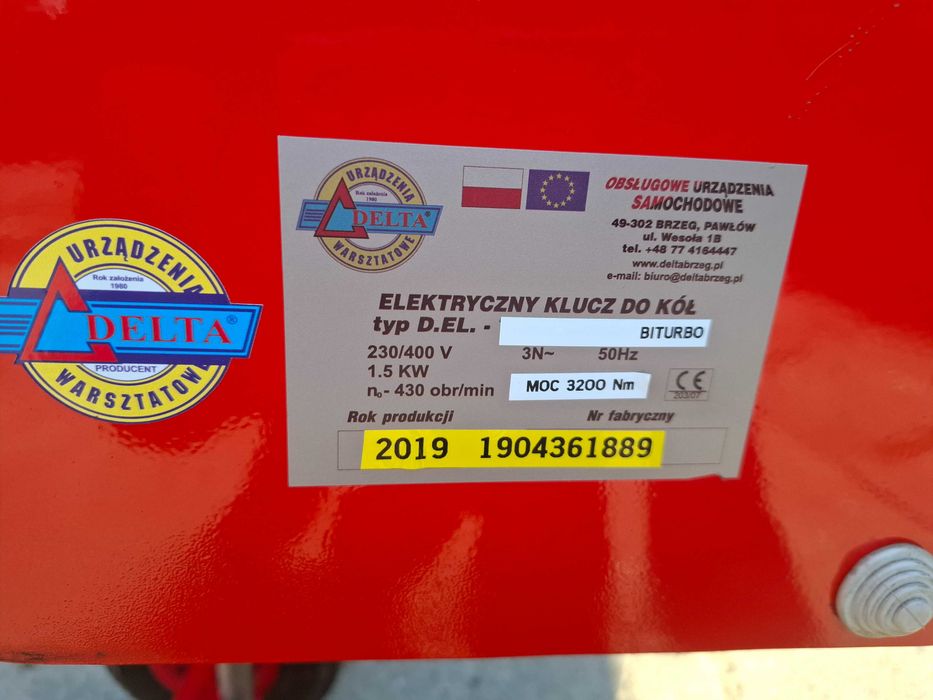 URZĄDZENIA
Rok założenia
1980
DELTA®
PRODUCENT
WARSZTATOWE
URZĄDZENIA
Rok założenia
1980
DELTA®
WARSZTATOWE
OBSŁUGOWE URZĄDZENIA
SAMOCHODOWE
49-302 BRZEG, PAWŁÓW
ul. Wesoła 1B
tel. +48 77 4164447
www.deltabrzeg.pl
e-mail: biuro@deltabrzeg.pl
ELEKTRYCZNY KLUCZ DO KÓŁ
typ D.EL. - BITURBO
230/400 V 3N~ 50Hz
1.5 KW
n₀- 430 obr/min MOC 3200 Nm CE
203/07
Rok produkcji Nr fabryczny
2019 1904361889